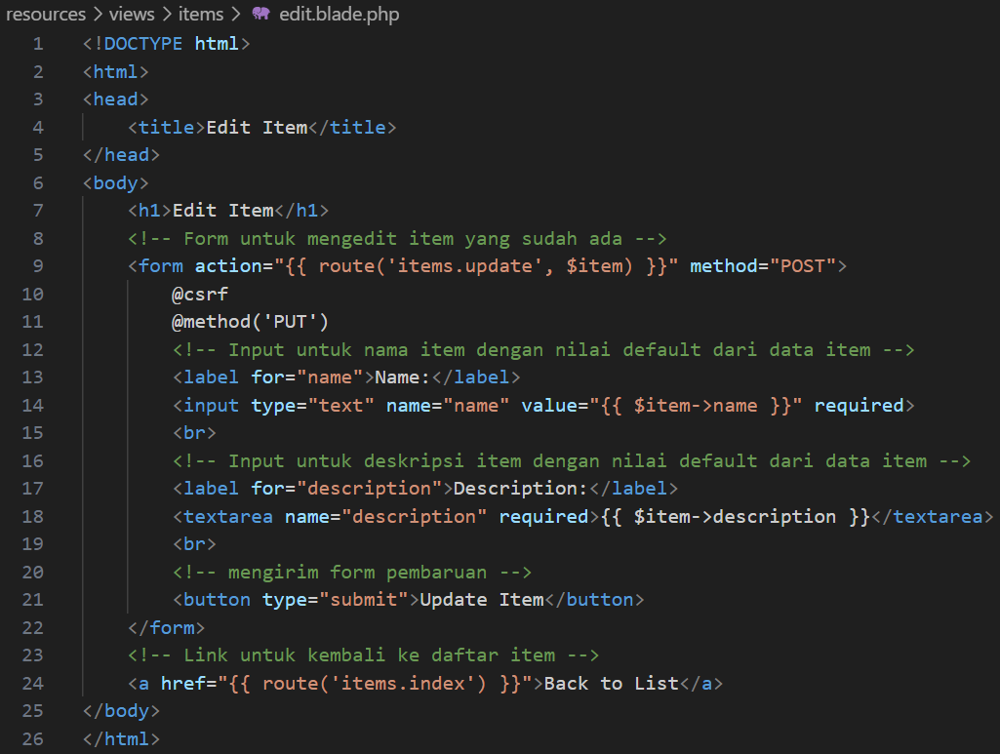 resources > views > items > edit.blade.php
1 <!DOCTYPE html>
2 <html>
3 <head>
4     <title>Edit Item</title>
5 </head>
6 <body>
7     <h1>Edit Item</h1>
8     <!-- Form untuk mengedit item yang sudah ada -->
9     <form action="{{ route('items.update', $item) }}" method="POST">
10         @csrf
11         @method('PUT')
12         <!-- Input untuk nama item dengan nilai default dari data item -->
13         <label for="name">Name:</label>
14         <input type="text" name="name" value="{{ $item->name }}" required>
15         <br>
16         <!-- Input untuk deskripsi item dengan nilai default dari data item -->
17         <label for="description">Description:</label>
18         <textarea name="description" required>{{ $item->description }}</textarea>
19         <br>
20         <!-- mengirim form pembaruan -->
21         <button type="submit">Update Item</button>
22     </form>
23     <!-- Link untuk kembali ke daftar item -->
24     <a href="{{ route('items.index') }}">Back to List</a>
25 </body>
26 </html>